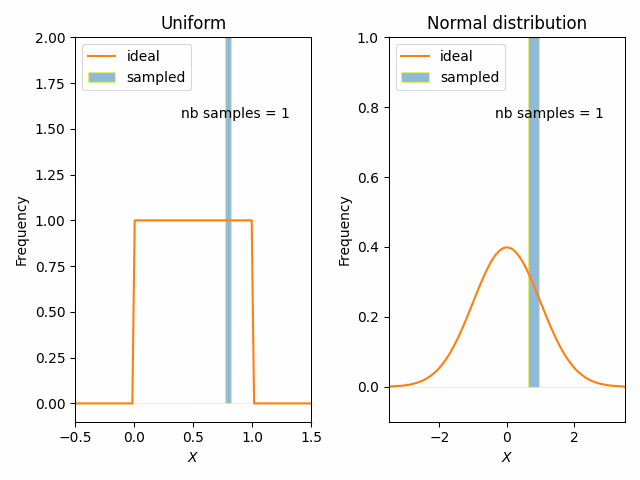 Uniform
2.00
1.75
1.50
1.25
1.00
0.75
0.50
0.25
0.00
Frequency
ideal
sampled
nb samples = 1
−0.5 0.0 0.5 1.0 1.5
X
Normal distribution
1.0
0.8
0.6
0.4
0.2
0.0
Frequency
ideal
sampled
nb samples = 1
−2 0 2
X